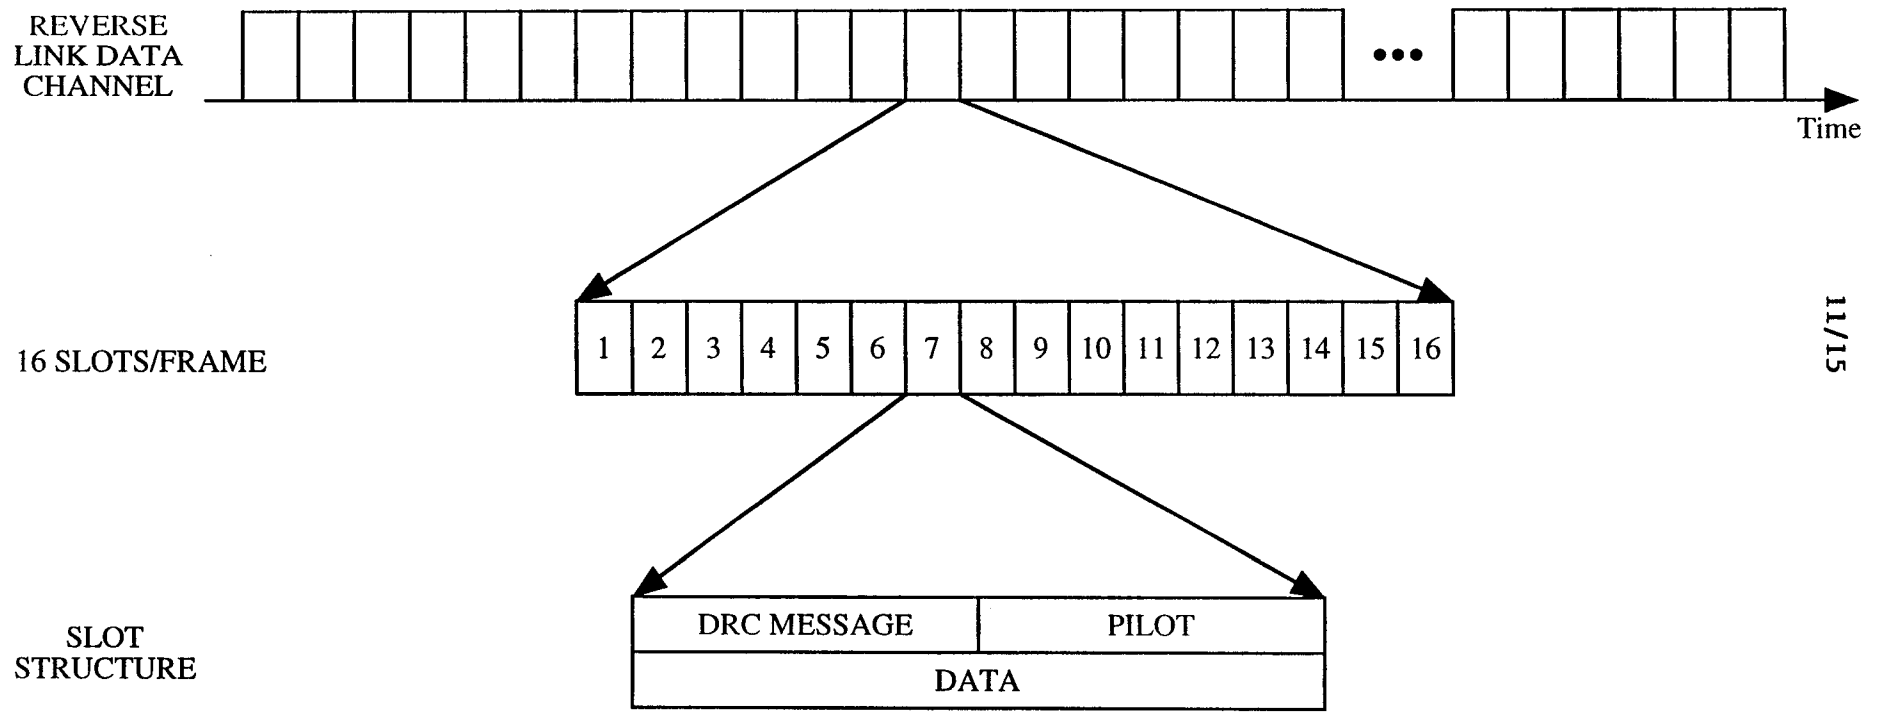 REVERSE
LINK DATA
CHANNEL
Time
16 SLOTS/FRAME
1 2 3 4 5 6 7 8 9 10 11 12 13 14 15 16
11/15
SLOT
STRUCTURE
DRC MESSAGE PILOT
DATA